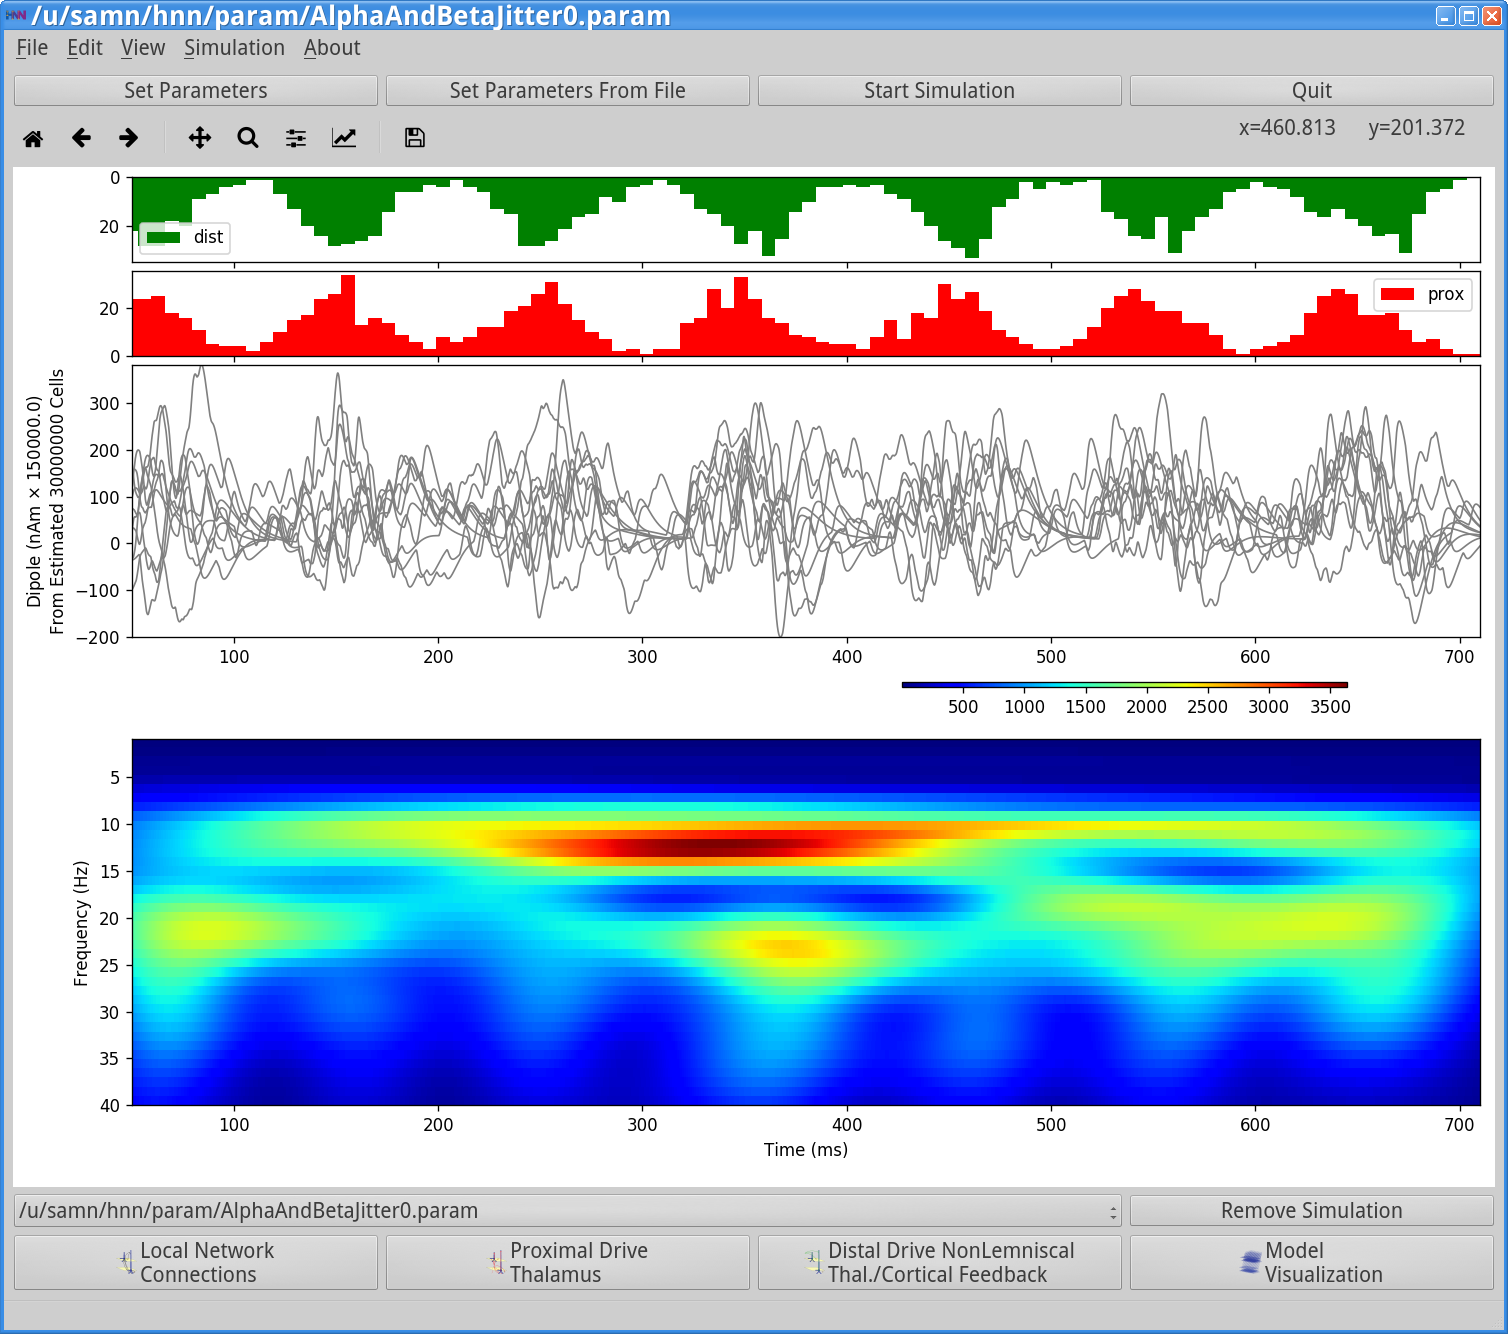 HNN /u/samn/hnn/param/AlphaAndBetaJitter0.param
File Edit View Simulation About
Set Parameters Set Parameters From File Start Simulation Quit
x=460.813 y=201.372
0
20
dist
20
0
prox
Dipole (nAm × 150000.0)
From Estimated 30000000 Cells
300
200
100
0
−100
−200
100 200 300 400 500 600 700
500 1000 1500 2000 2500 3000 3500
Frequency (Hz)
5
10
15
20
25
30
35
40
100 200 300 400 500 600 700
Time (ms)
/u/samn/hnn/param/AlphaAndBetaJitter0.param Remove Simulation
Local Network
Connections
Proximal Drive
Thalamus
Distal Drive NonLemniscal
Thal./Cortical Feedback
Model
Visualization